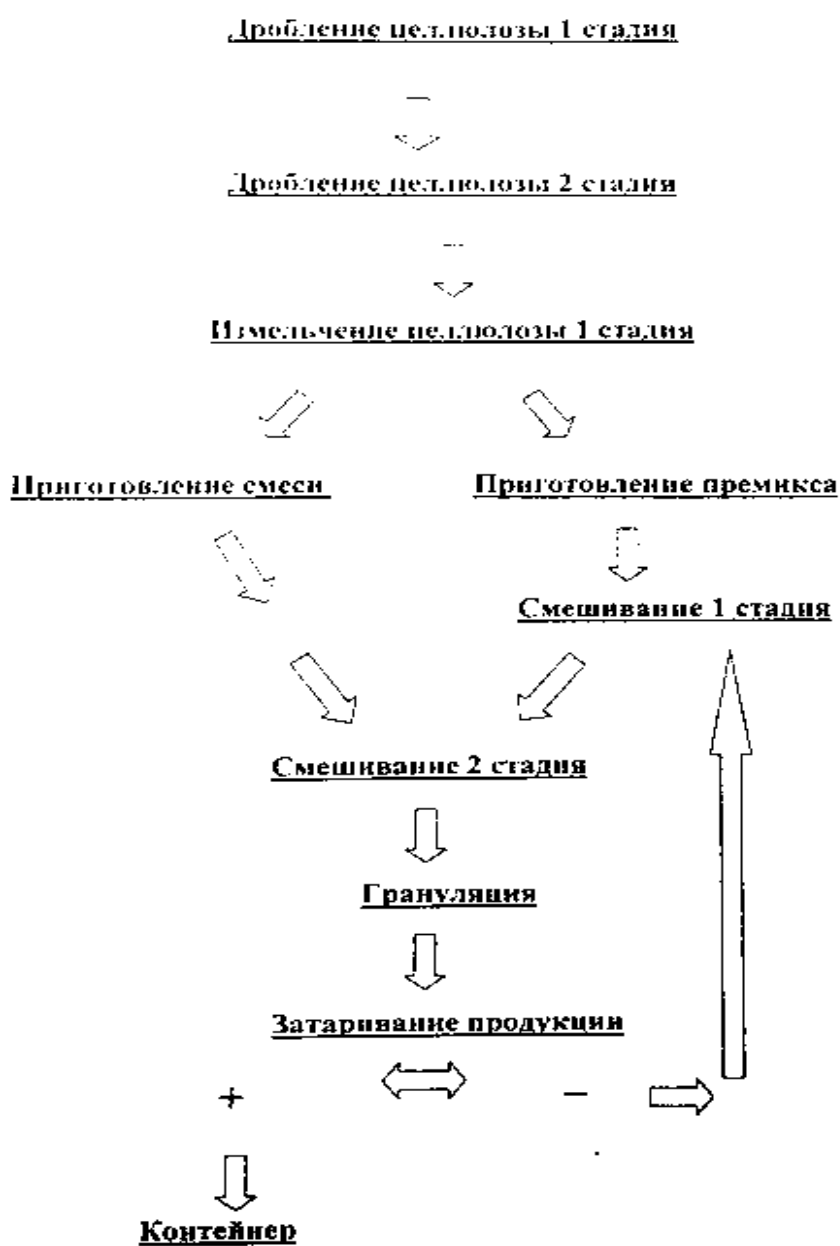 Дробление целлюлозы 1 стадия
Дробление целлюлозы 2 стадия
Измельчение целлюлозы 1 стадия
Приготовление смеси Приготовление премикса
Смешивание 1 стадия
Смешивание 2 стадия
Грануляция
Затаривание продукции
+ −
Контейнер